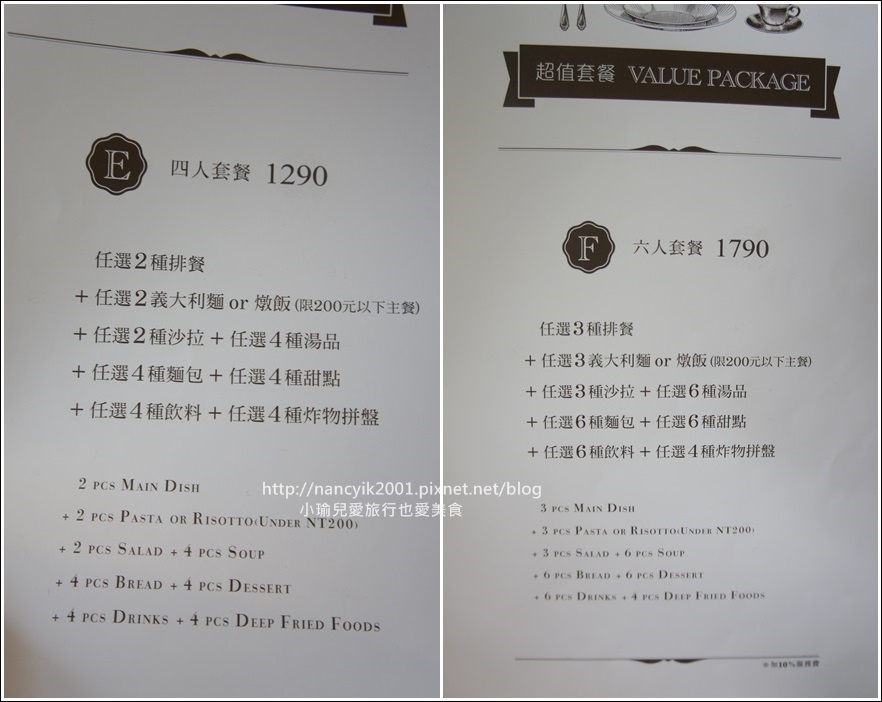 E 四人套餐 1290
任選2種排餐
+ 任選2義大利麵 or 燉飯 (限200元以下主餐)
+ 任選2種沙拉 + 任選4種湯品
+ 任選4種麵包 + 任選4種甜點
+ 任選4種飲料 + 任選4種炸物拼盤
2 PCS MAIN DISH
+ 2 PCS PASTA OR RISOTTO(UNDER NT200)
+ 2 PCS SALAD + 4 PCS SOUP
+ 4 PCS BREAD + 4 PCS DESSERT
+ 4 PCS DRINKS + 4 PCS DEEP FRIED FOODS
http://nancyik2001.pixnet.net/blog
小瑜兒愛旅行也愛美食
超值套餐 VALUE PACKAGE
F 六人套餐 1790
任選3種排餐
+ 任選3義大利麵 or 燉飯 (限200元以下主餐)
+ 任選3種沙拉 + 任選6種湯品
+ 任選6種麵包 + 任選6種甜點
+ 任選6種飲料 + 任選4種炸物拼盤
3 PCS MAIN DISH
+ 3 PCS PASTA OR RISOTTO(UNDER NT200)
+ 3 PCS SALAD + 6 PCS SOUP
+ 6 PCS BREAD + 6 PCS DESSERT
+ 6 PCS DRINKS + 4 PCS DEEP FRIED FOODS
※加10%服務費